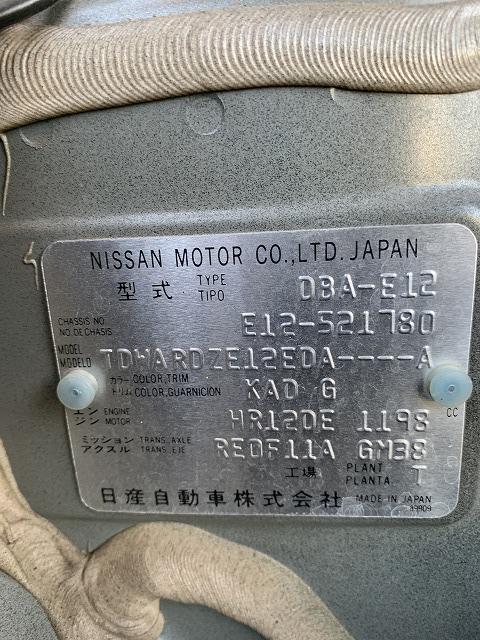 NISSAN MOTOR CO.,LTD. JAPAN
型式 TYPE TIPO DBA-E12
CHASSIS NO. NO. DE CHASIS E12-521780
MODEL MODELO TDWARDZE12EDA----A
カラー トリム COLOR,TRIM COLOR,GUARNICION KAD G
エンジン ENGINE MOTOR HR12DE 1198 CC
ミッション アクスル TRANS. AXLE TRANS. EJE RE0F11A GM38
工場 PLANT PLANTA T
日産自動車株式会社 MADE IN JAPAN
89909